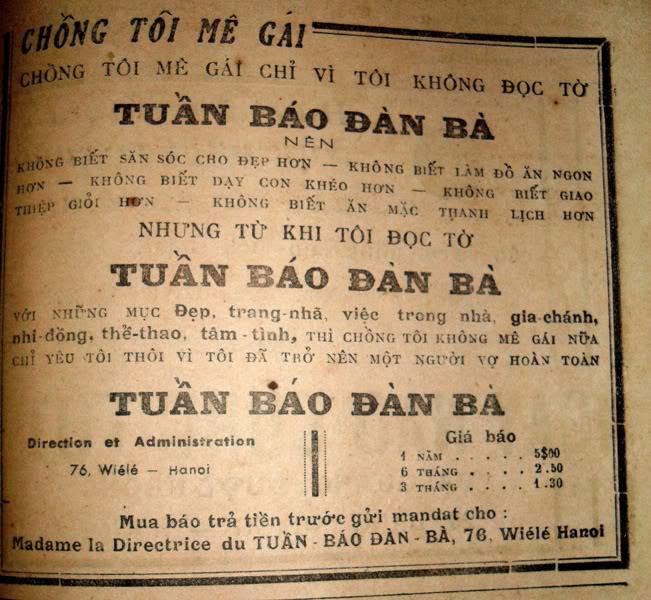 CHỒNG TÔI MÊ GÁI
CHỒNG TÔI MÊ GÁI CHỈ VÌ TÔI KHÔNG ĐỌC TỜ
TUẦN BÁO ĐÀN BÀ
NÊN
KHÔNG BIẾT SĂN SÓC CHO ĐẸP HƠN — KHÔNG BIẾT LÀM ĐỒ ĂN NGON
HƠN — KHÔNG BIẾT DẠY CON KHÉO HƠN — KHÔNG BIẾT GIAO
THIỆP GIỎI HƠN — KHÔNG BIẾT ĂN MẶC THANH LỊCH HƠN
NHƯNG TỪ KHI TÔI ĐỌC TỜ
TUẦN BÁO ĐÀN BÀ
VỚI NHỮNG MỤC Đẹp, trang-nhã, việc trong nhà, gia-chánh,
nhi-đồng, thể-thao, tâm-tình, THÌ CHỒNG TÔI KHÔNG MÊ GÁI NỮA
CHỈ YÊU TÔI THÔI VÌ TÔI ĐÃ TRỞ NÊN MỘT NGƯỜI VỢ HOÀN TOÀN
TUẦN BÁO ĐÀN BÀ
Direction et Administration
76, Wiélé — Hanoi
Giá báo
1 NĂM . . . . . 5$00
6 THÁNG . . . . 2.50
3 THÁNG . . . . 1.30
Mua báo trả tiền trước gửi mandat cho :
Madame la Directrice du TUẦN - BÁO ĐÀN - BÀ, 76, Wiélé Hanoi